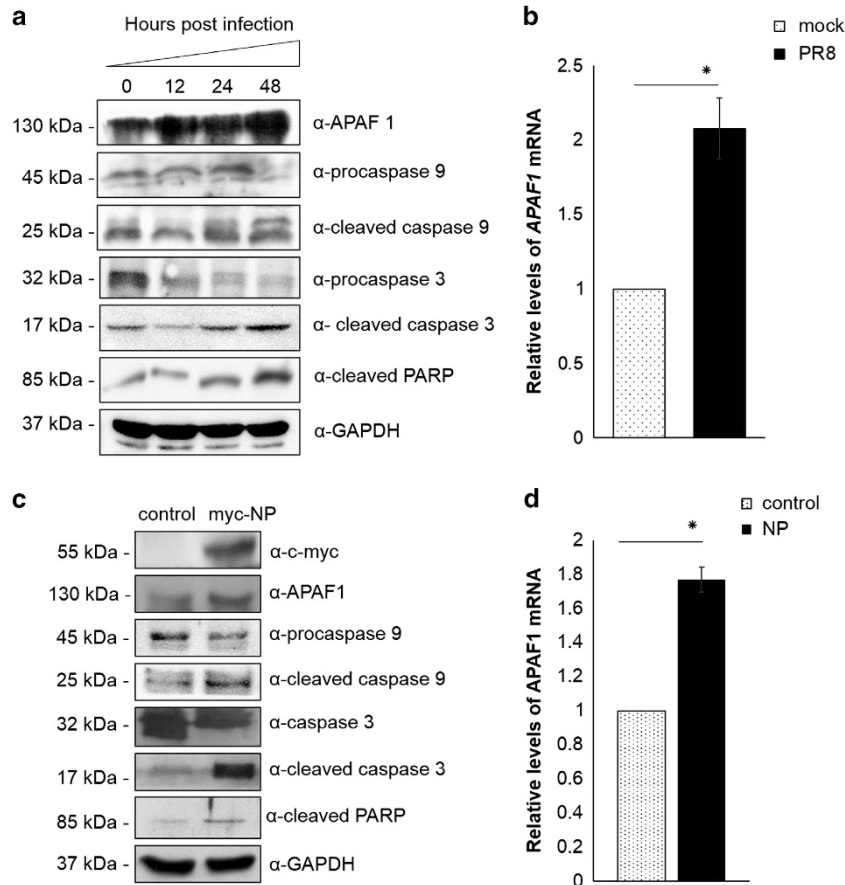 a
Hours post infection
0 12 24 48
130 kDa - α-APAF 1
45 kDa - α-procaspase 9
25 kDa - α-cleaved caspase 9
32 kDa - α-procaspase 3
17 kDa - α- cleaved caspase 3
85 kDa - α-cleaved PARP
37 kDa - α-GAPDH
b
mock
PR8
Relative levels of APAF1 mRNA
2.5
2
1.5
1
0.5
0
*
c
control myc-NP
55 kDa - α-c-myc
130 kDa - α-APAF1
45 kDa - α-procaspase 9
25 kDa - α-cleaved caspase 9
32 kDa - α-caspase 3
17 kDa - α-cleaved caspase 3
85 kDa - α-cleaved PARP
37 kDa - α-GAPDH
d
control
NP
Relative levels of APAF1 mRNA
2
1.8
1.6
1.4
1.2
1
0.8
0.6
0.4
0.2
0
*